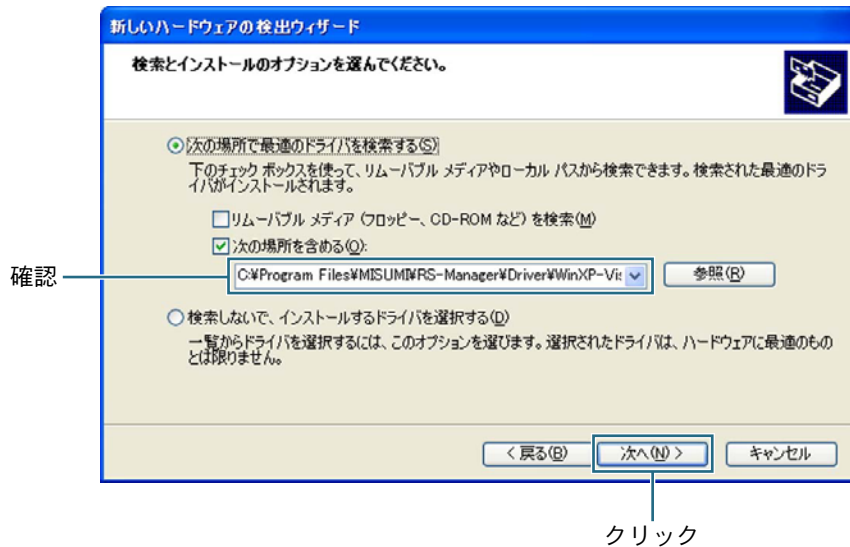 新しいハードウェアの検出ウィザード
検索とインストールのオプションを選んでください。
次の場所で最適のドライバを検索する(S)
下のチェック ボックスを使って、リムーバブル メディアやローカル パスから検索できます。検索された最適のドラ
イバがインストールされます。
リムーバブル メディア (フロッピー、CD-ROM など) を検索(M)
次の場所を含める(O):
確認
C:¥Program Files¥MISUMI¥RS-Manager¥Driver¥WinXP-Vis
参照(R)
検索しないで、インストールするドライバを選択する(D)
一覧からドライバを選択するには、このオプションを選びます。選択されたドライバは、ハードウェアに最適のもの
とは限りません。
< 戻る(B)
次へ(N) >
キャンセル
クリック